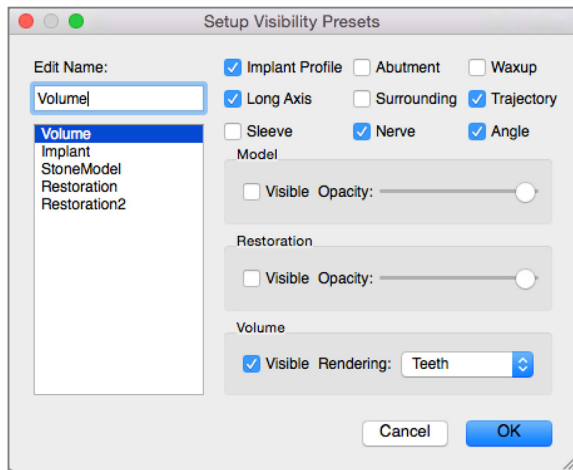 Setup Visibility Presets
Edit Name:
Volume
Volume
Implant
StoneModel
Restoration
Restoration2
Implant Profile Abutment Waxup
Long Axis Surrounding Trajectory
Sleeve Nerve Angle
Model
Visible Opacity:
Restoration
Visible Opacity:
Volume
Visible Rendering: Teeth
Cancel OK